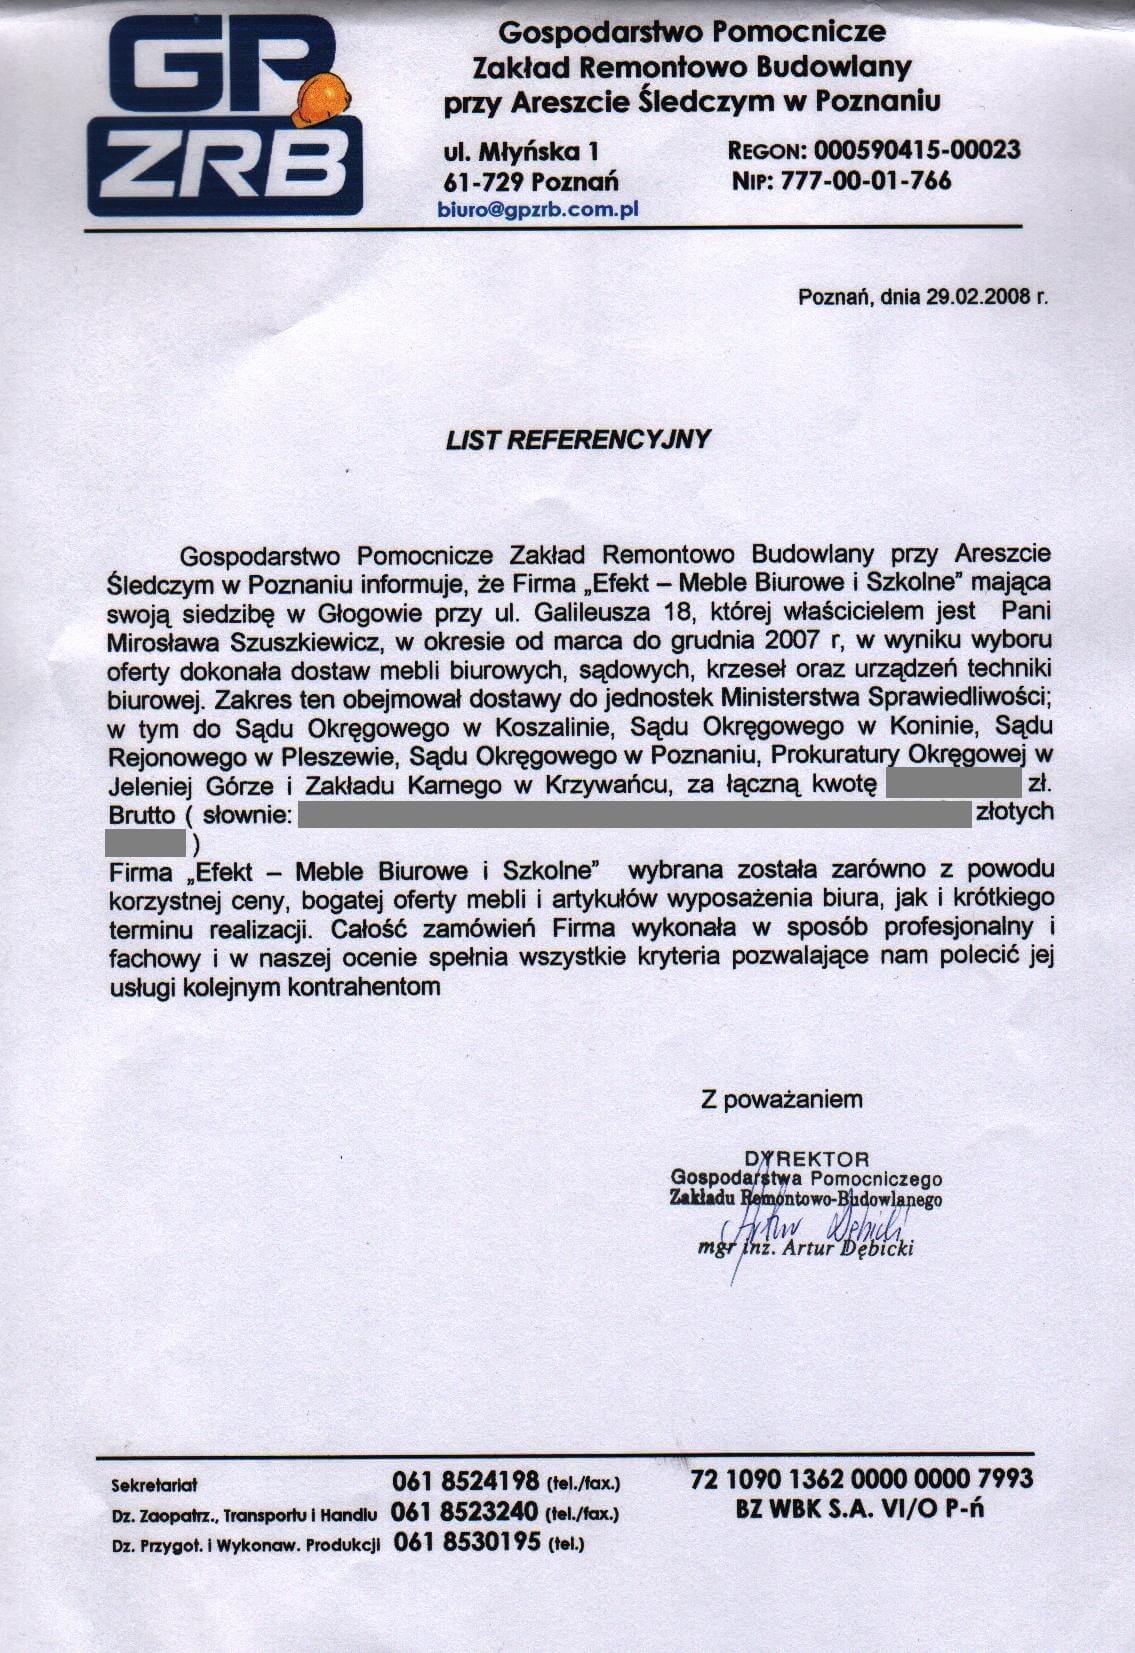 GP
ZRB
Gospodarstwo Pomocnicze
Zakład Remontowo Budowlany
przy Areszcie Śledczym w Poznaniu
ul. Młyńska 1
61-729 Poznań
biuro@gpzrb.com.pl
REGON: 000590415-00023
NIP: 777-00-01-766
Poznań, dnia 29.02.2008 r.
LIST REFERENCYJNY
Gospodarstwo Pomocnicze Zakład Remontowo Budowlany przy Areszcie
Śledczym w Poznaniu informuje, że Firma „Efekt – Meble Biurowe i Szkolne” mająca
swoją siedzibę w Głogowie przy ul. Galileusza 18, której właścicielem jest Pani
Mirosława Szuszkiewicz, w okresie od marca do grudnia 2007 r, w wyniku wyboru
oferty dokonała dostaw mebli biurowych, sądowych, krzeseł oraz urządzeń techniki
biurowej. Zakres ten obejmował dostawy do jednostek Ministerstwa Sprawiedliwości;
w tym do Sądu Okręgowego w Koszalinie, Sądu Okręgowego w Koninie, Sądu
Rejonowego w Pleszewie, Sądu Okręgowego w Poznaniu, Prokuratury Okręgowej w
Jeleniej Górze i Zakładu Karnego w Krzywańcu, za łączną kwotę zł.
Brutto ( słownie: złotych
)
Firma „Efekt – Meble Biurowe i Szkolne” wybrana została zarówno z powodu
korzystnej ceny, bogatej oferty mebli i artykułów wyposażenia biura, jak i krótkiego
terminu realizacji. Całość zamówień Firma wykonała w sposób profesjonalny i
fachowy i w naszej ocenie spełnia wszystkie kryteria pozwalające nam polecić jej
usługi kolejnym kontrahentom
Z poważaniem
DYREKTOR
Gospodarstwa Pomocniczego
Zakładu Remontowo-Budowlanego
Artur Dębicki
mgr inż. Artur Dębicki
Sekretariat 061 8524198 (tel./fax.)
Dz. Zaopatrz., Transportu i Handlu 061 8523240 (tel./fax.)
Dz. Przygot. i Wykonaw. Produkcji 061 8530195 (tel.)
72 1090 1362 0000 0000 7993
BZ WBK S.A. VI/O P-ń